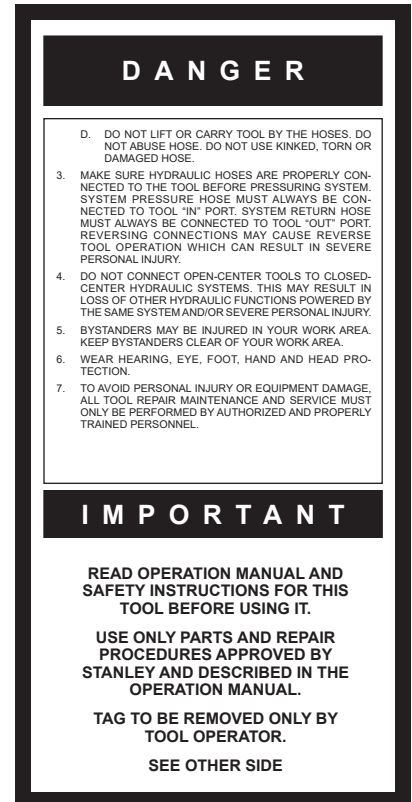 DANGER
D. DO NOT LIFT OR CARRY TOOL BY THE HOSES. DO
NOT ABUSE HOSE. DO NOT USE KINKED, TORN OR
DAMAGED HOSE.
3. MAKE SURE HYDRAULIC HOSES ARE PROPERLY CON-
NECTED TO THE TOOL BEFORE PRESSURING SYSTEM.
SYSTEM PRESSURE HOSE MUST ALWAYS BE CON-
NECTED TO TOOL “IN” PORT. SYSTEM RETURN HOSE
MUST ALWAYS BE CONNECTED TO TOOL “OUT” PORT.
REVERSING CONNECTIONS MAY CAUSE REVERSE
TOOL OPERATION WHICH CAN RESULT IN SEVERE
PERSONAL INJURY.
4. DO NOT CONNECT OPEN-CENTER TOOLS TO CLOSED-
CENTER HYDRAULIC SYSTEMS. THIS MAY RESULT IN
LOSS OF OTHER HYDRAULIC FUNCTIONS POWERED BY
THE SAME SYSTEM AND/OR SEVERE PERSONAL INJURY.
5. BYSTANDERS MAY BE INJURED IN YOUR WORK AREA.
KEEP BYSTANDERS CLEAR OF YOUR WORK AREA.
6. WEAR HEARING, EYE, FOOT, HAND AND HEAD PRO-
TECTION.
7. TO AVOID PERSONAL INJURY OR EQUIPMENT DAMAGE,
ALL TOOL REPAIR MAINTENANCE AND SERVICE MUST
ONLY BE PERFORMED BY AUTHORIZED AND PROPERLY
TRAINED PERSONNEL.
IMPORTANT
READ OPERATION MANUAL AND
SAFETY INSTRUCTIONS FOR THIS
TOOL BEFORE USING IT.
USE ONLY PARTS AND REPAIR
PROCEDURES APPROVED BY
STANLEY AND DESCRIBED IN THE
OPERATION MANUAL.
TAG TO BE REMOVED ONLY BY
TOOL OPERATOR.
SEE OTHER SIDE